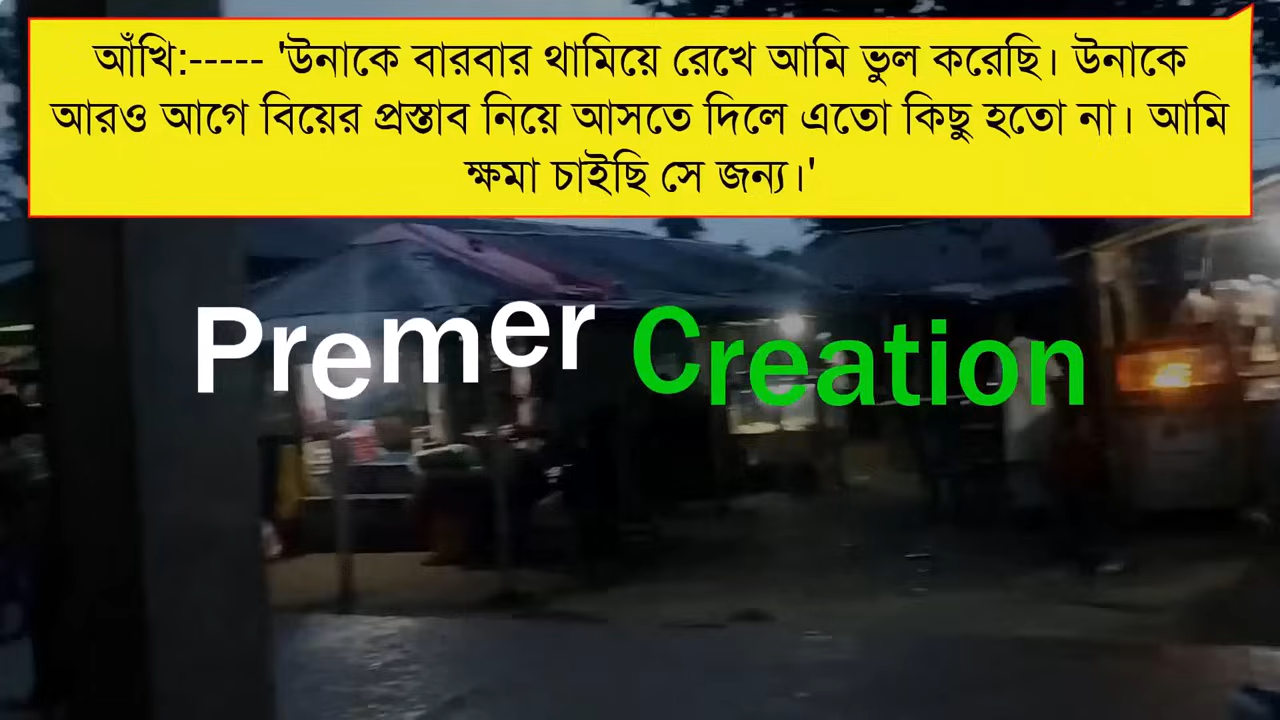 আঁখি:----- 'উনাকে বারবার থামিয়ে রেখে আমি ভুল করেছি। উনাকে
আরও আগে বিয়ের প্রস্তাব নিয়ে আসতে দিলে এতো কিছু হতো না। আমি
ক্ষমা চাইছি সে জন্য।'
Premer Creation